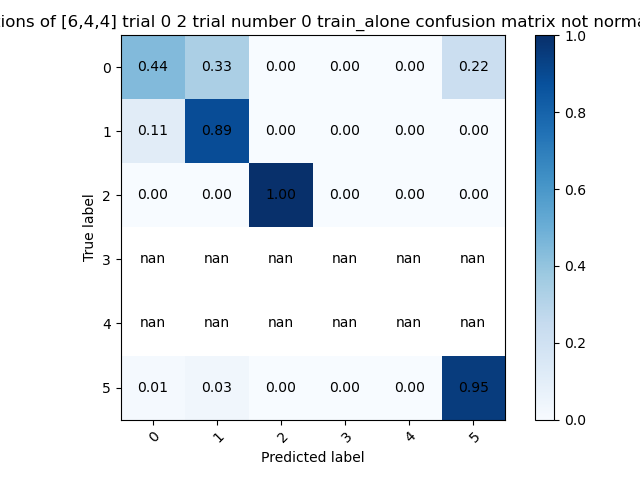 ions of [6,4,4] trial 0 2 trial number 0 train_alone confusion matrix not norma
0 0.44 0.33 0.00 0.00 0.00 0.22
1 0.11 0.89 0.00 0.00 0.00 0.00
2 0.00 0.00 1.00 0.00 0.00 0.00
3 nan nan nan nan nan nan
4 nan nan nan nan nan nan
5 0.01 0.03 0.00 0.00 0.00 0.95
0 1 2 3 4 5
True label
Predicted label
1.0
0.8
0.6
0.4
0.2
0.0